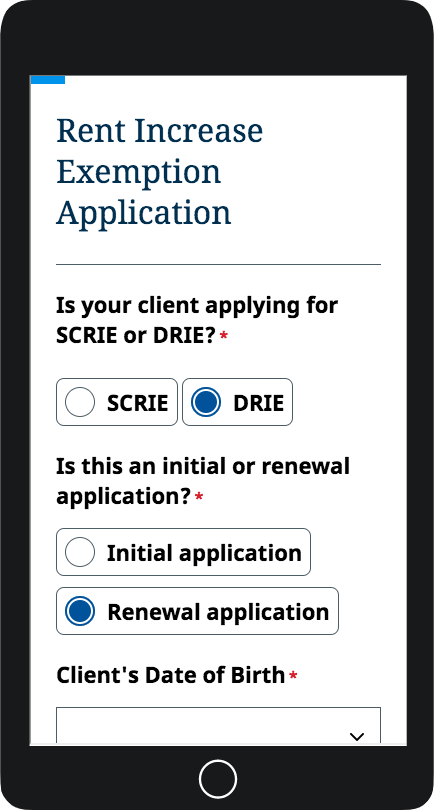 Rent Increase
Exemption
Application
Is your client applying for
SCRIE or DRIE?*
SCRIE
DRIE
Is this an initial or renewal
application?*
Initial application
Renewal application
Client's Date of Birth*